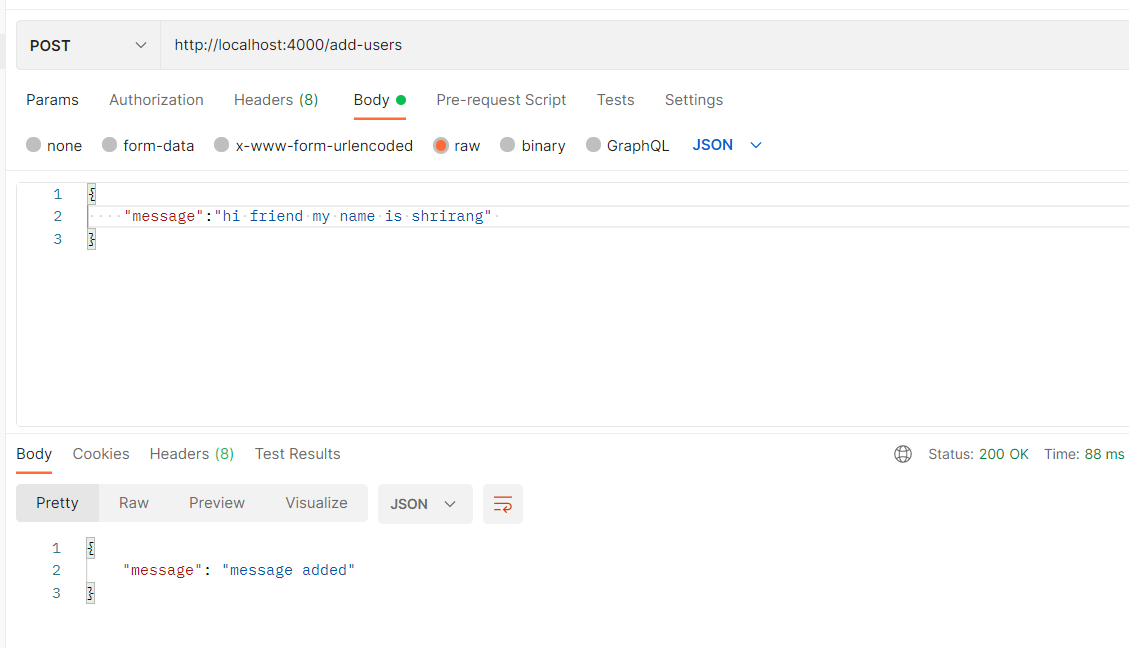 POST http://localhost:4000/add-users
Params Authorization Headers (8) Body Pre-request Script Tests Settings
none form-data x-www-form-urlencoded raw binary GraphQL JSON
1 {
2 "message":"hi friend my name is shrirang"
3 }
Body Cookies Headers (8) Test Results Status: 200 OK Time: 88 ms
Pretty Raw Preview Visualize JSON
1 {
2 "message": "message added"
3 }